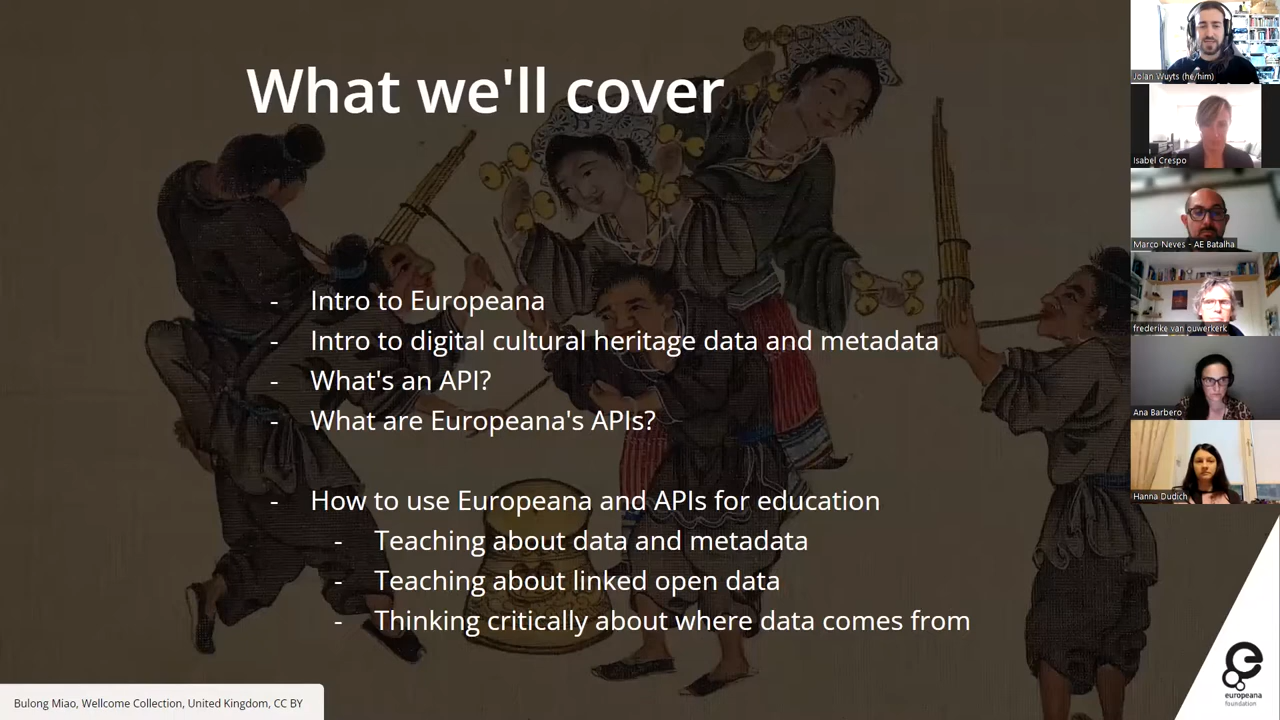 What we'll cover
- Intro to Europeana
- Intro to digital cultural heritage data and metadata
- What's an API?
- What are Europeana's APIs?
- How to use Europeana and APIs for education
- Teaching about data and metadata
- Teaching about linked open data
- Thinking critically about where data comes from
Bulong Miao, Wellcome Collection, United Kingdom, CC BY
Jolan Wuyts (he/him)
Isabel Crespo
Marco Neves - AE Batalha
frederike van ouwerkerk
Ana Barbero
Hanna Dudich
europeana
foundation